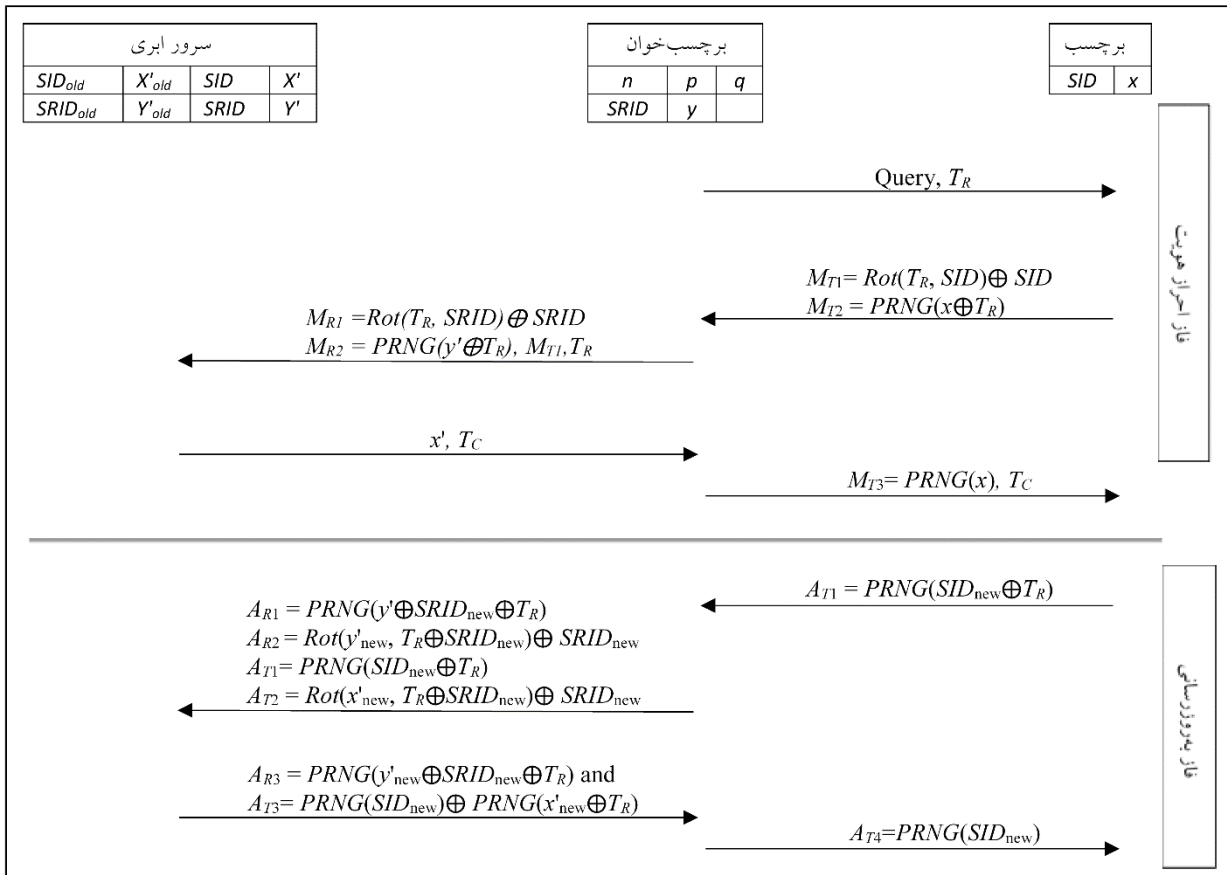 سرور ابری
SIDold X'old SID X'
SRIDold Y'old SRID Y'
برچسب‌خوان
n p q
SRID y
برچسب
SID x
فاز احراز هویت
Query, TR
MT1= Rot(TR, SID)⊕ SID
MT2 = PRNG(x⊕TR)
MR1 =Rot(TR, SRID)⊕SRID
MR2 = PRNG(y'⊕TR), MT1,TR
x', TC
MT3= PRNG(x), TC
فاز به‌روزرسانی
AT1 = PRNG(SIDnew⊕TR)
AR1 = PRNG(y'⊕SRIDnew⊕TR)
AR2 = Rot(y'new, TR⊕SRIDnew)⊕ SRIDnew
AT1= PRNG(SIDnew⊕TR)
AT2 = Rot(x'new, TR⊕SRIDnew)⊕ SRIDnew
AR3 = PRNG(y'new⊕SRIDnew⊕TR) and
AT3= PRNG(SIDnew)⊕ PRNG(x'new⊕TR)
AT4=PRNG(SIDnew)